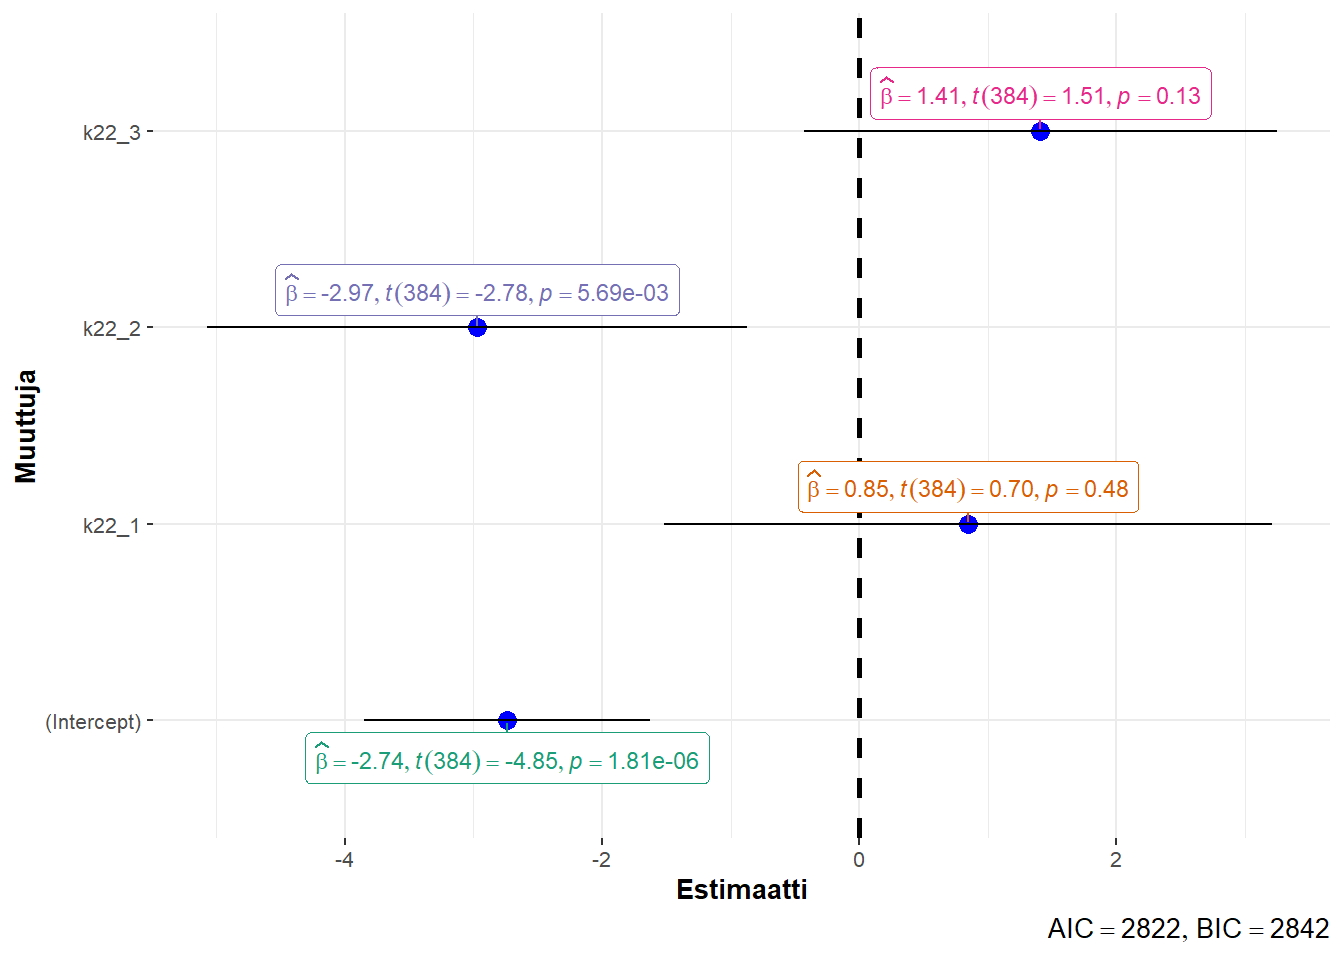 k22_3
β̂ = 1.41, t(384) = 1.51, p = 0.13
β̂ = -2.97, t(384) = -2.78, p = 5.69e-03
k22_2
Muuttuja
β̂ = 0.85, t(384) = 0.70, p = 0.48
k22_1
(Intercept)
β̂ = -2.74, t(384) = -4.85, p = 1.81e-06
-4 -2 0 2
Estimaatti
AIC = 2822, BIC = 2842